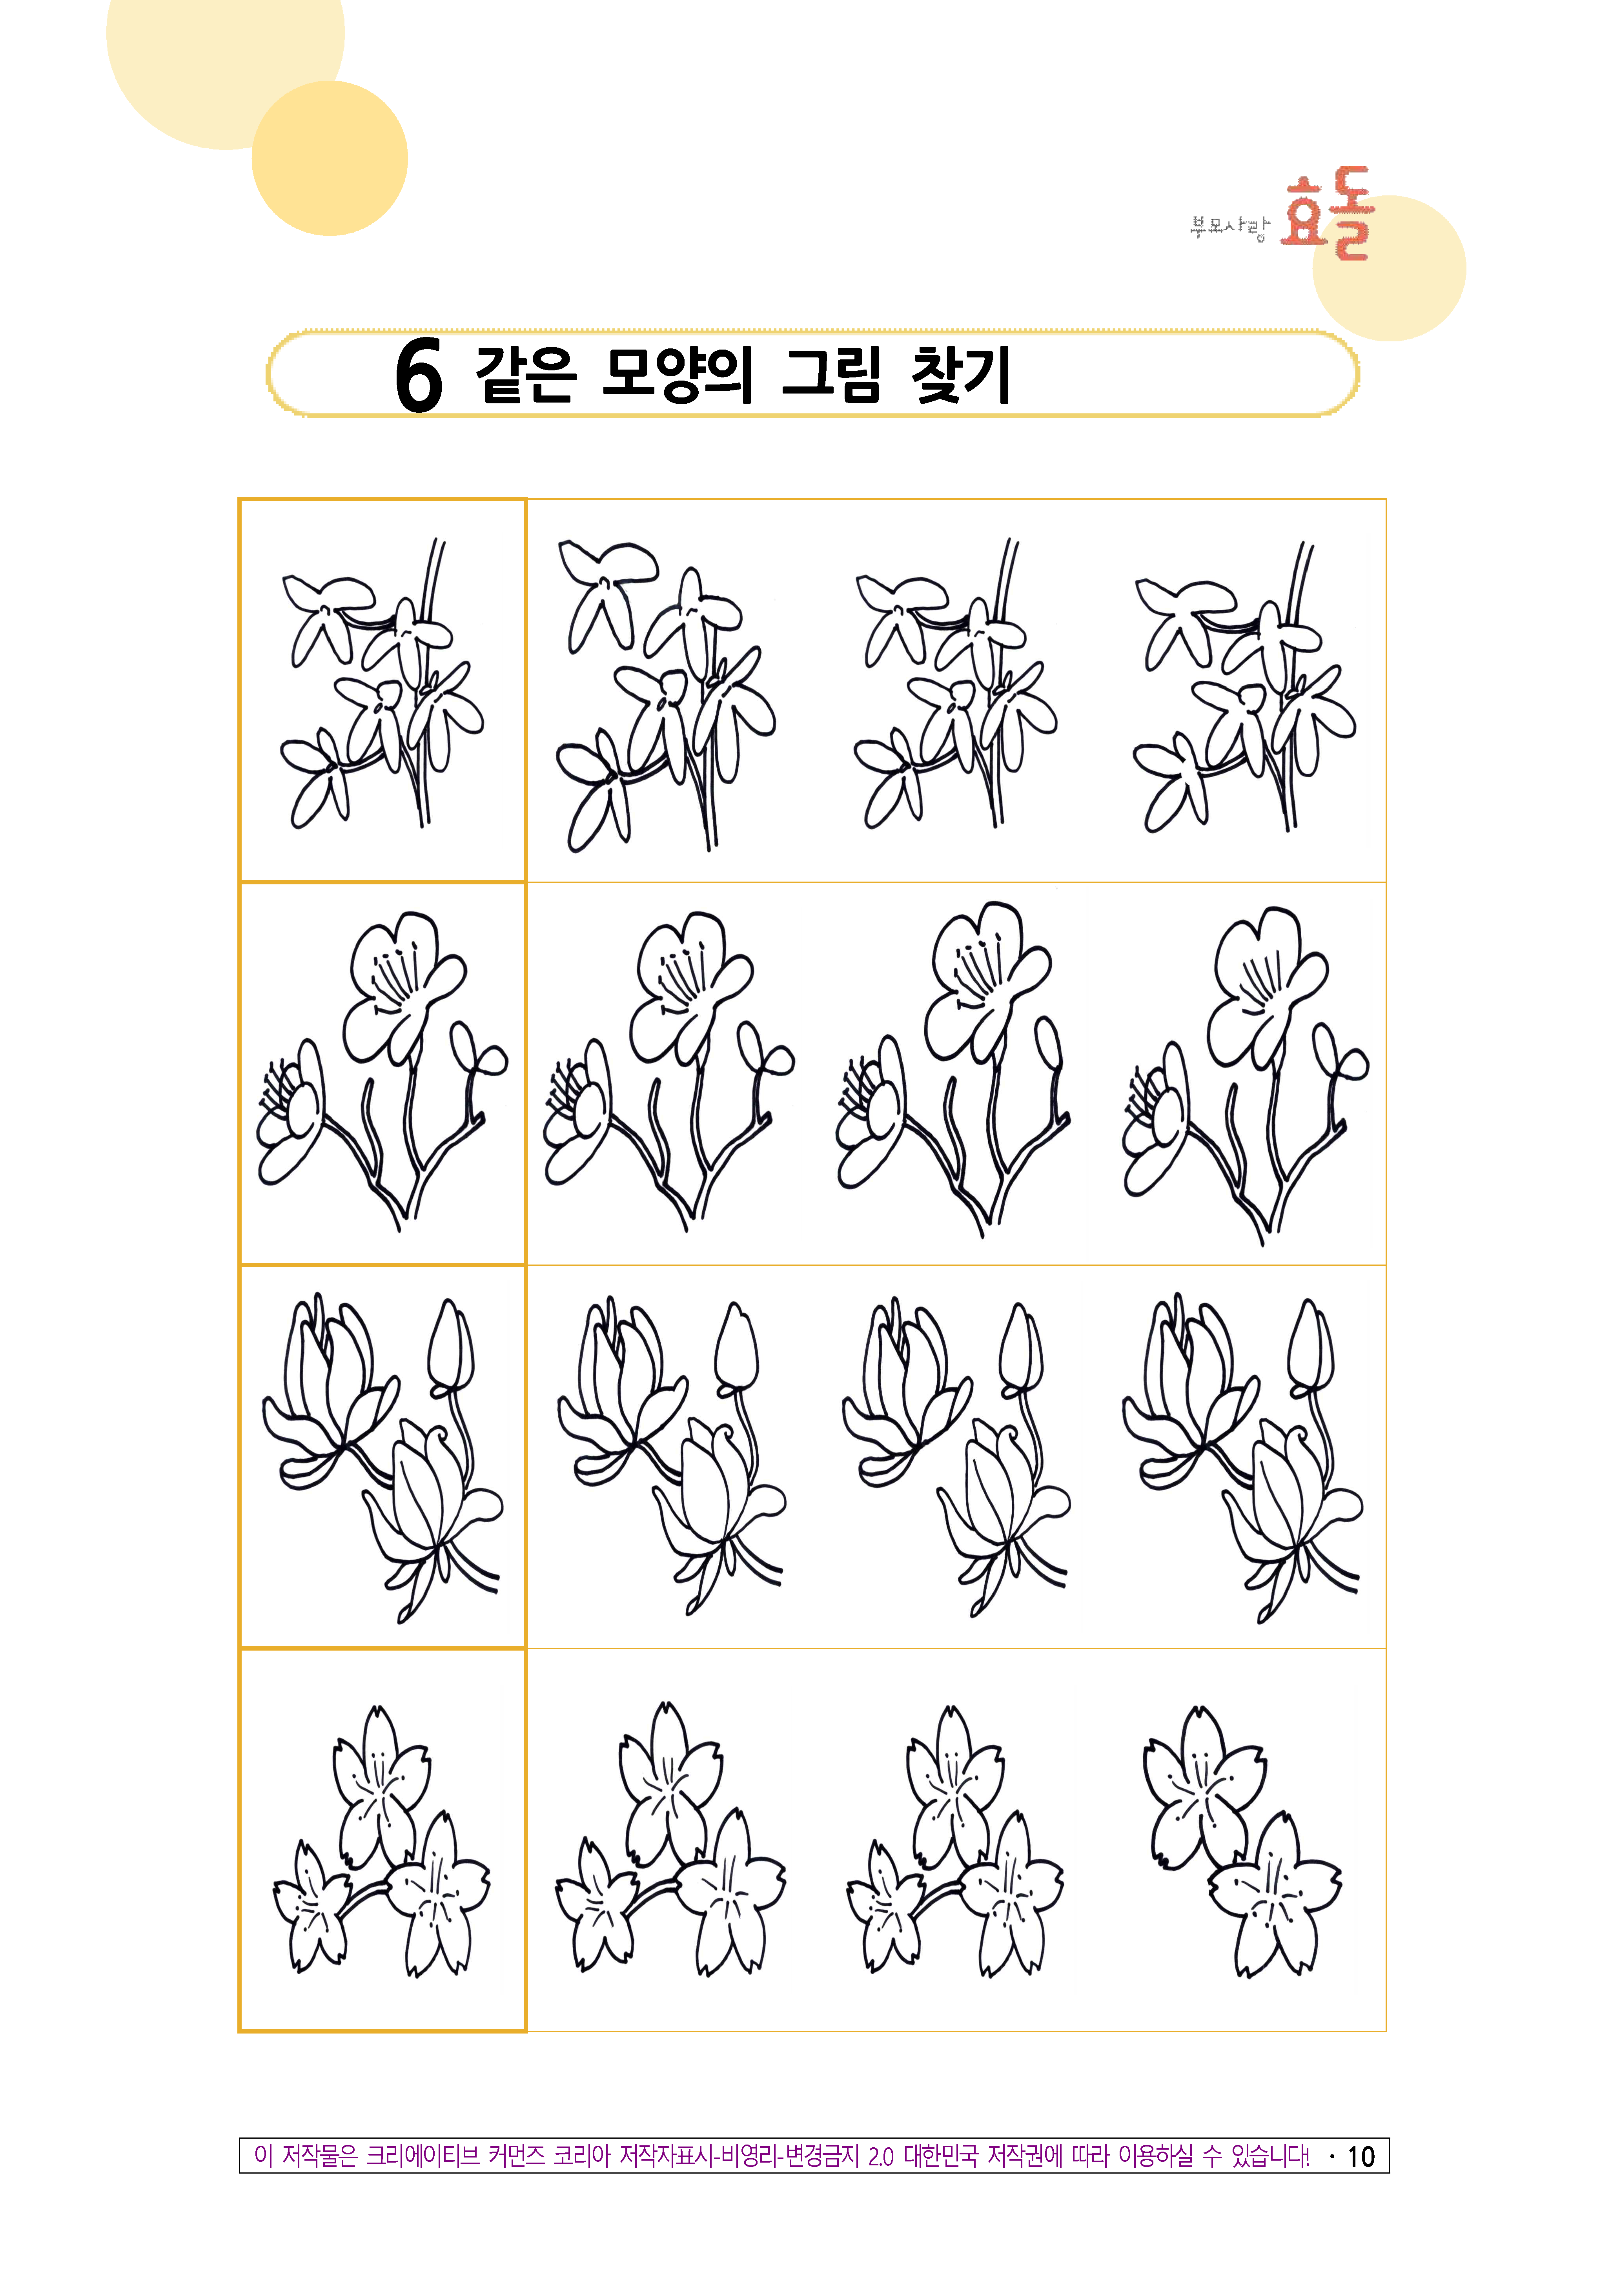 부모사랑 효돌
6 같은 모양의 그림 찾기
이 저작물은 크리에이티브 커먼즈 코리아 저작자표시-비영리-변경금지 2.0 대한민국 저작권에 따라 이용하실 수 있습니다! · 10